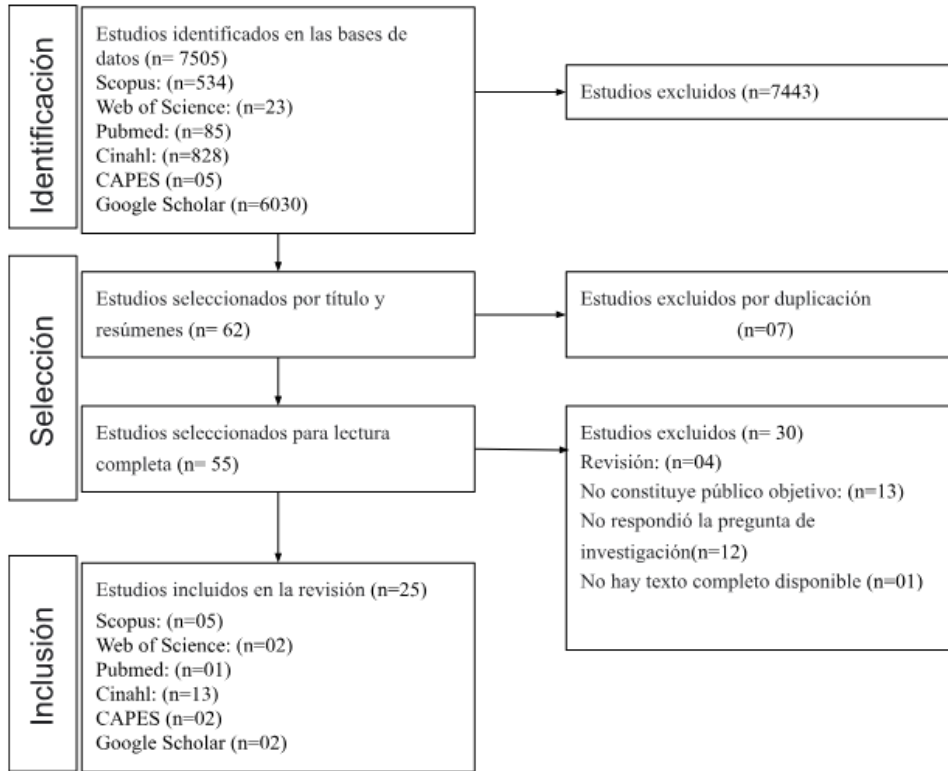 Identificación
Estudios identificados en las bases de
datos (n= 7505)
Scopus: (n=534)
Web of Science: (n=23)
Pubmed: (n=85)
Cinahl: (n=828)
CAPES (n=05)
Google Scholar (n=6030)
Estudios excluidos (n=7443)
Selección
Estudios seleccionados por título y
resúmenes (n= 62)
Estudios excluidos por duplicación
(n=07)
Estudios seleccionados para lectura
completa (n= 55)
Estudios excluidos (n= 30)
Revisión: (n=04)
No constituye público objetivo: (n=13)
No respondió la pregunta de
investigación(n=12)
No hay texto completo disponible (n=01)
Inclusión
Estudios incluidos en la revisión (n=25)
Scopus: (n=05)
Web of Science: (n=02)
Pubmed: (n=01)
Cinahl: (n=13)
CAPES (n=02)
Google Scholar (n=02)